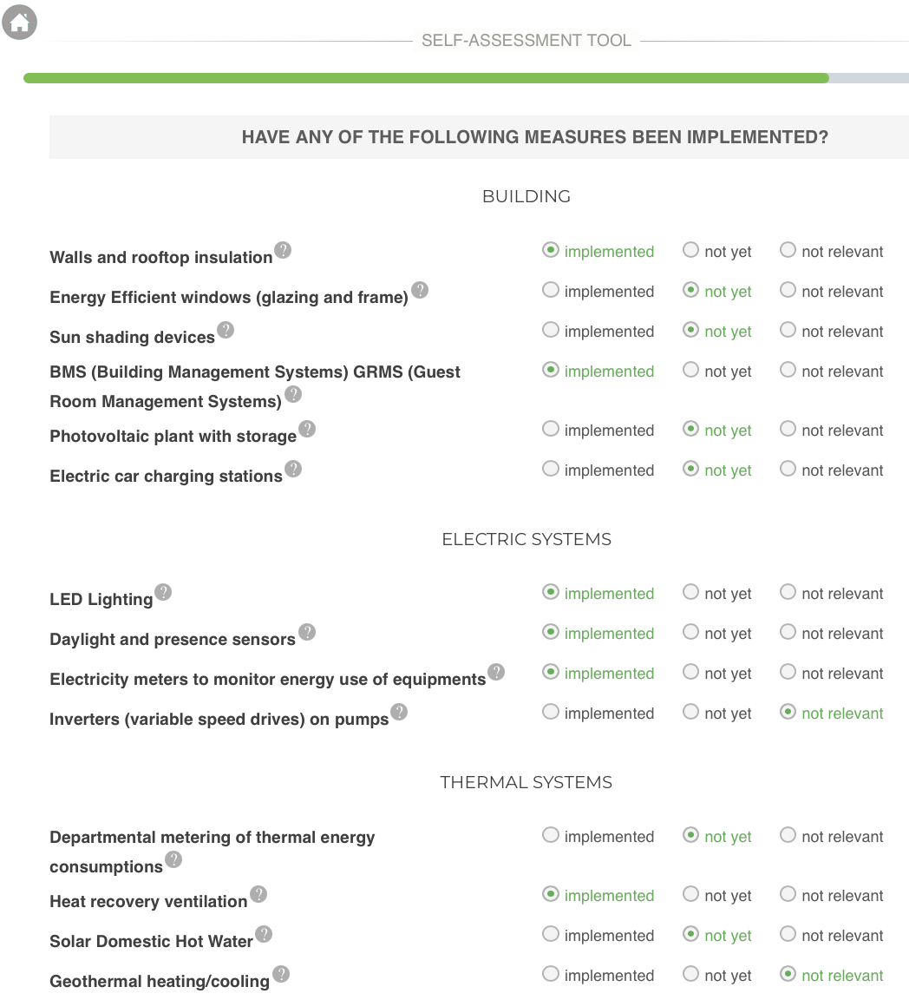 SELF-ASSESSMENT TOOL
HAVE ANY OF THE FOLLOWING MEASURES BEEN IMPLEMENTED?
BUILDING
Walls and rooftop insulation ? implemented not yet not relevant
Energy Efficient windows (glazing and frame) ? implemented not yet not relevant
Sun shading devices ? implemented not yet not relevant
BMS (Building Management Systems) GRMS (Guest implemented not yet not relevant
Room Management Systems) ?
Photovoltaic plant with storage ? implemented not yet not relevant
Electric car charging stations ? implemented not yet not relevant
ELECTRIC SYSTEMS
LED Lighting ? implemented not yet not relevant
Daylight and presence sensors ? implemented not yet not relevant
Electricity meters to monitor energy use of equipments ? implemented not yet not relevant
Inverters (variable speed drives) on pumps ? implemented not yet not relevant
THERMAL SYSTEMS
Departmental metering of thermal energy implemented not yet not relevant
consumptions ?
Heat recovery ventilation ? implemented not yet not relevant
Solar Domestic Hot Water ? implemented not yet not relevant
Geothermal heating/cooling ? implemented not yet not relevant